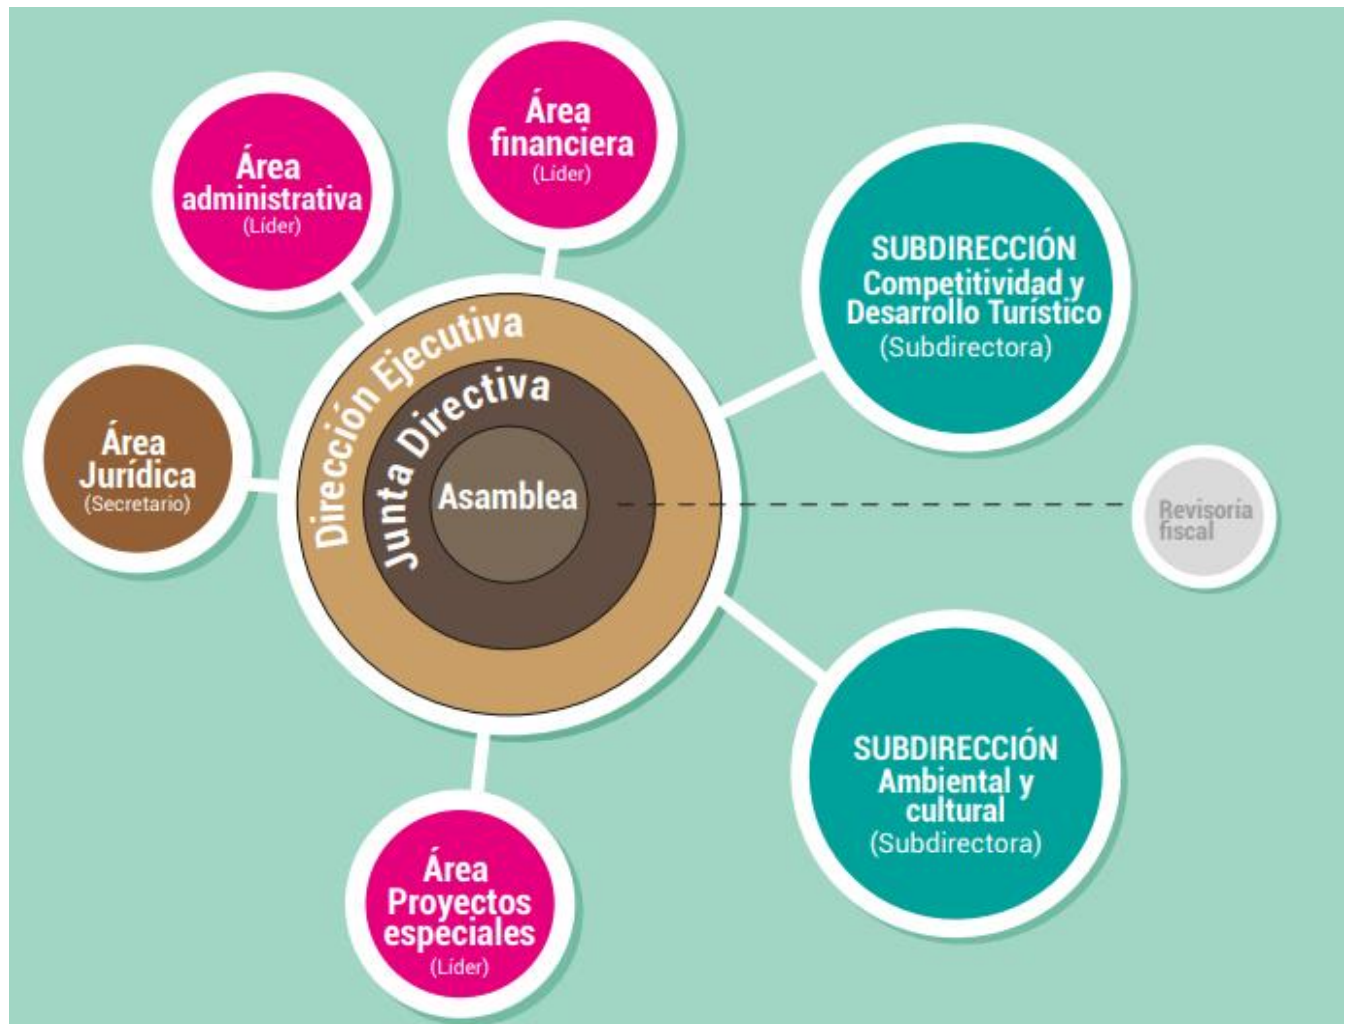 Área
financiera
(Líder)
Área
administrativa
(Líder)
SUBDIRECCIÓN
Competitividad y
Desarrollo Turístico
(Subdirectora)
Dirección Ejecutiva
Junta Directiva
Asamblea
Área
Jurídica
(Secretario)
Revisoria
fiscal
SUBDIRECCIÓN
Ambiental y
cultural
(Subdirectora)
Área
Proyectos
especiales
(Líder)